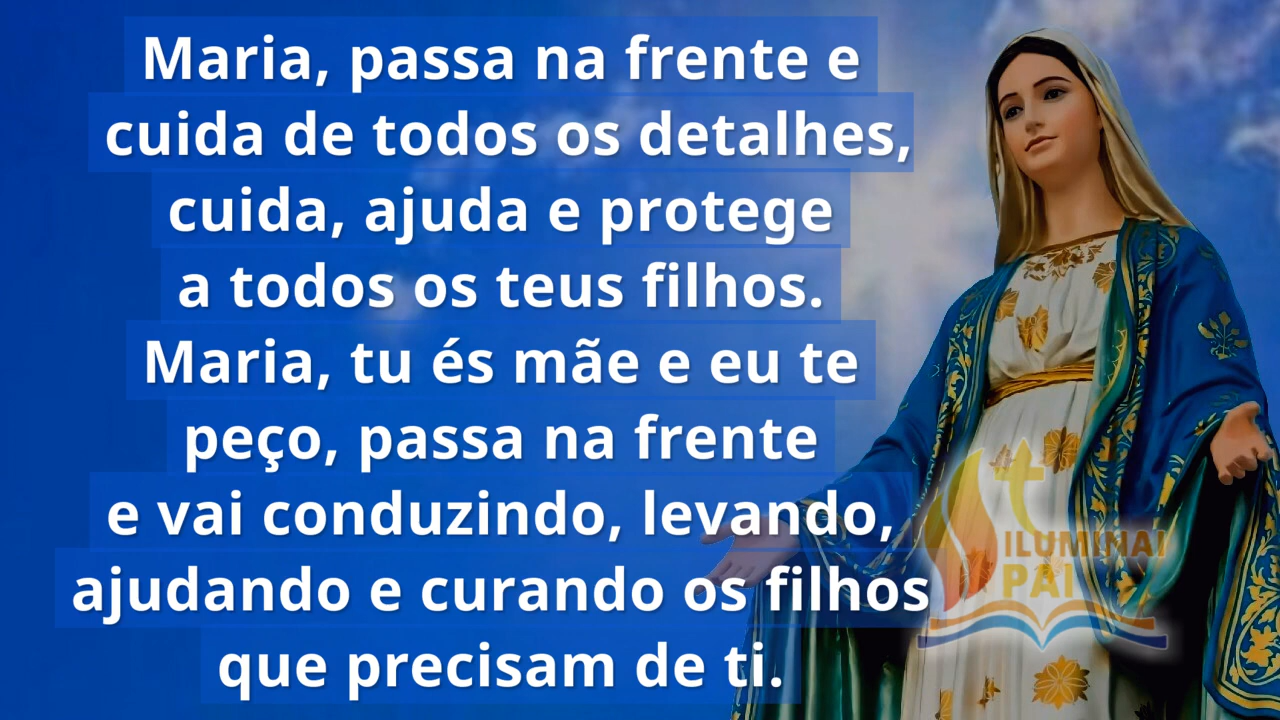 Maria, passa na frente e
cuida de todos os detalhes,
cuida, ajuda e protege
a todos os teus filhos.
Maria, tu és mãe e eu te
peço, passa na frente
e vai conduzindo, levando,
ajudando e curando os filhos
que precisam de ti.
ILUMINAI
PAI